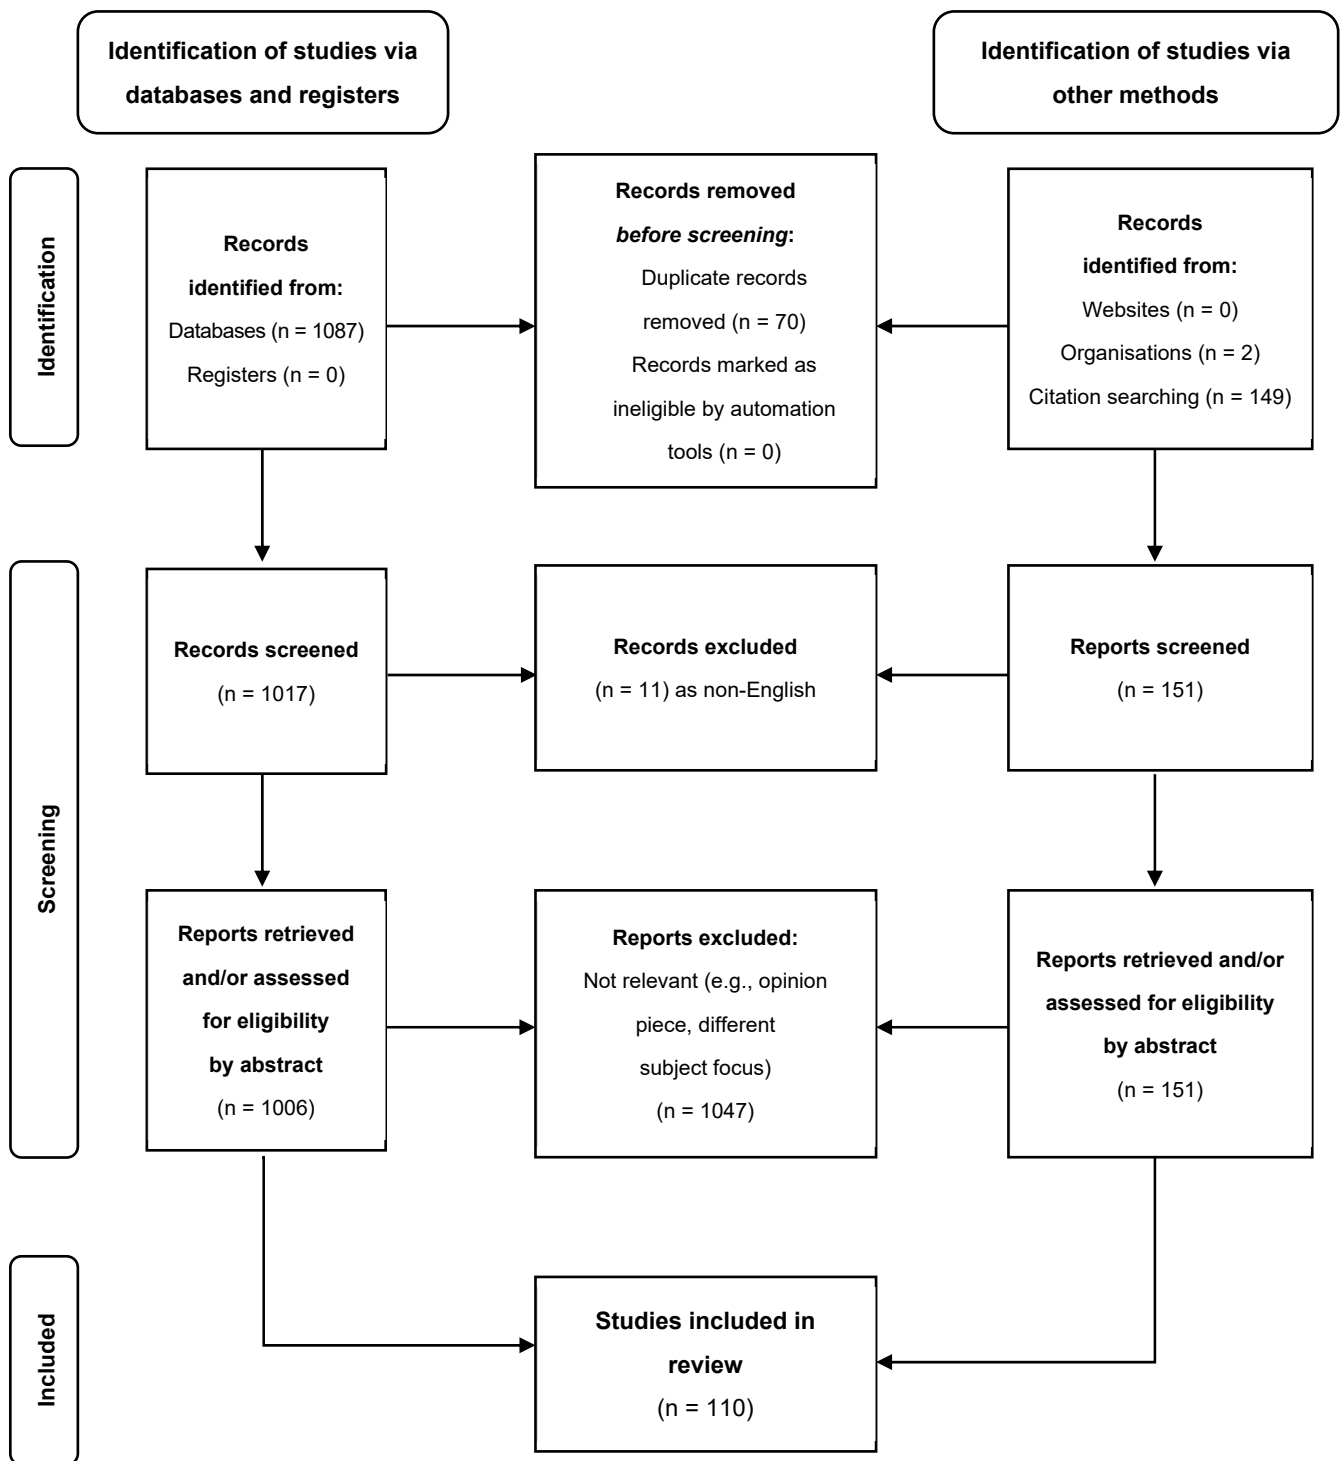 Identification of studies via
databases and registers
Identification of studies via
other methods
Identification
Records
identified from:
Databases (n = 1087)
Registers (n = 0)
Records removed
before screening:
Duplicate records
removed (n = 70)
Records marked as
ineligible by automation
tools (n = 0)
Records
identified from:
Websites (n = 0)
Organisations (n = 2)
Citation searching (n = 149)
Screening
Records screened
(n = 1017)
Records excluded
(n = 11) as non-English
Reports screened
(n = 151)
Reports retrieved
and/or assessed
for eligibility
by abstract
(n = 1006)
Reports excluded:
Not relevant (e.g., opinion
piece, different
subject focus)
(n = 1047)
Reports retrieved and/or
assessed for eligibility
by abstract
(n = 151)
Included
Studies included in
review
(n = 110)